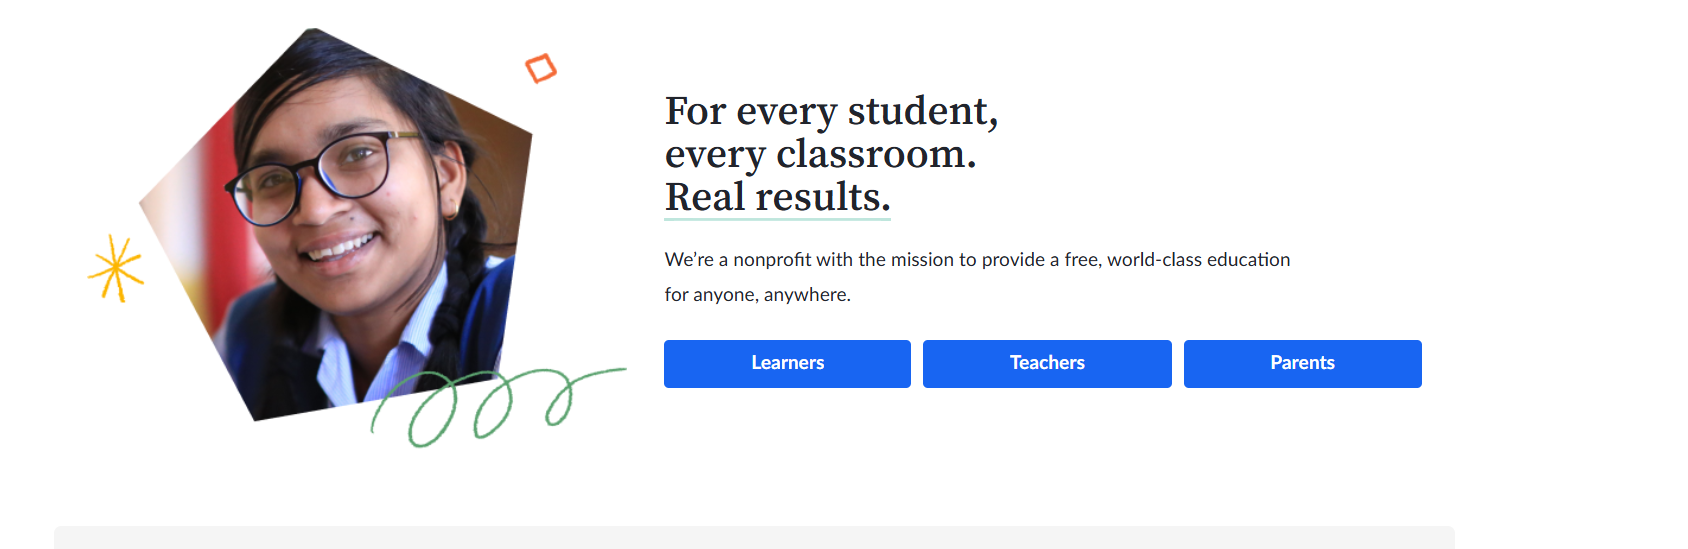 For every student,
every classroom.
Real results.
We’re a nonprofit with the mission to provide a free, world-class education
for anyone, anywhere.
Learners
Teachers
Parents